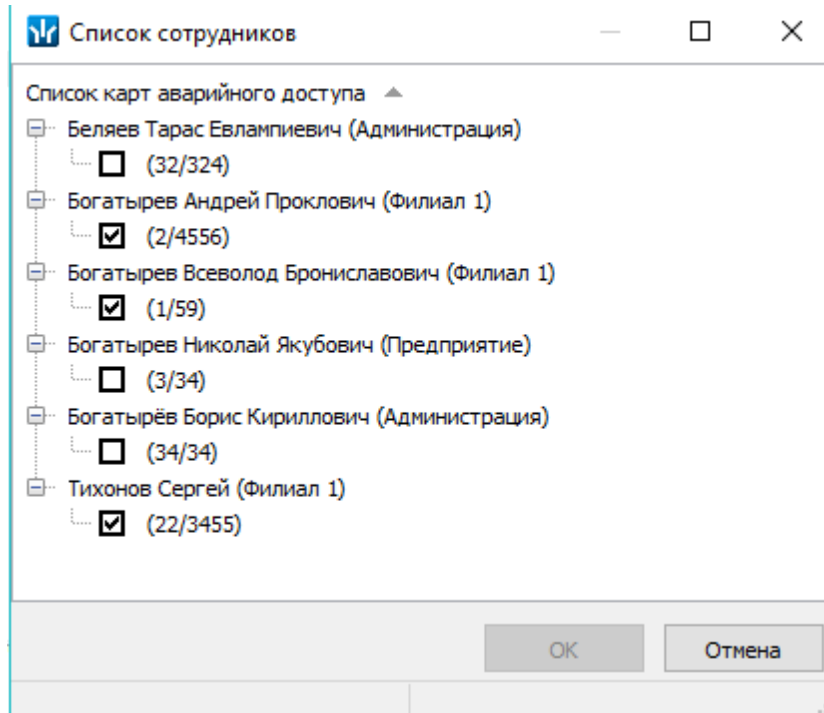 Список сотрудников
Список карт аварийного доступа
Беляев Тарас Евлампиевич (Администрация)
(32/324)
Богатырев Андрей Проклович (Филиал 1)
(2/4556)
Богатырев Всеволод Брониславович (Филиал 1)
(1/59)
Богатырев Николай Якубович (Предприятие)
(3/34)
Богатырёв Борис Кириллович (Администрация)
(34/34)
Тихонов Сергей (Филиал 1)
(22/3455)
ОК Отмена